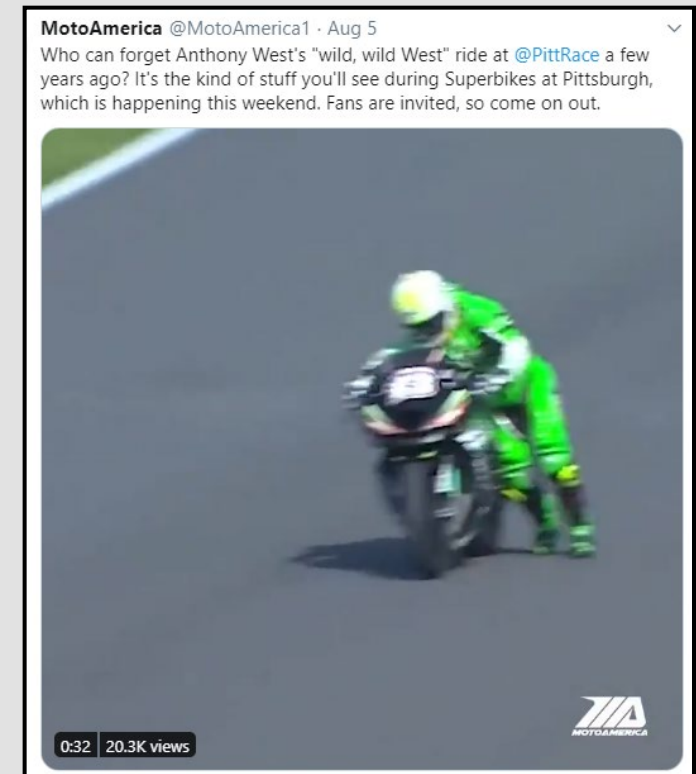 MotoAmerica @MotoAmerica1 · Aug 5
Who can forget Anthony West's "wild, wild West" ride at @PittRace a few
years ago? It's the kind of stuff you'll see during Superbikes at Pittsburgh,
which is happening this weekend. Fans are invited, so come on out.
MA
MOTOAMERICA
0:32 20.3K views